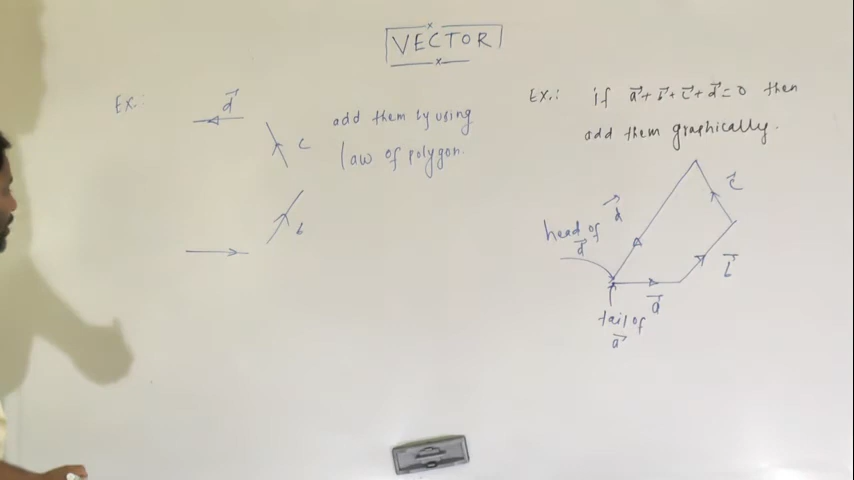 VECTOR
Ex.:
d⃗
add them by using
law of polygon.
c
b
Ex.: if a⃗ + b⃗ + c⃗ + d⃗ = 0 then
add them graphically.
c⃗
d⃗
head of
d⃗
b⃗
a⃗
tail of
a⃗